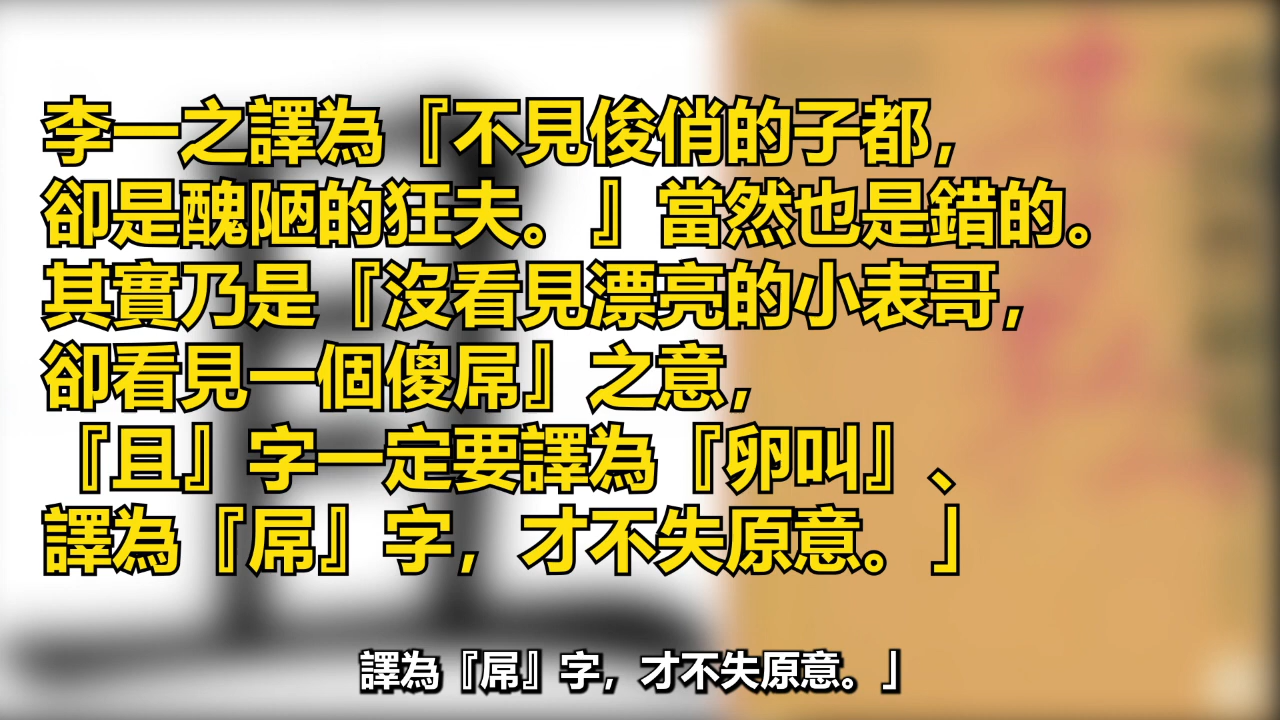 李一之譯為『不見俊俏的子都，
卻是醜陋的狂夫。』當然也是錯的。
其實乃是『沒看見漂亮的小表哥，
卻看見一個傻屌』之意，
『且』字一定要譯為『卵叫』、
譯為『屌』字，才不失原意。」
譯為『屌』字，才不失原意。」